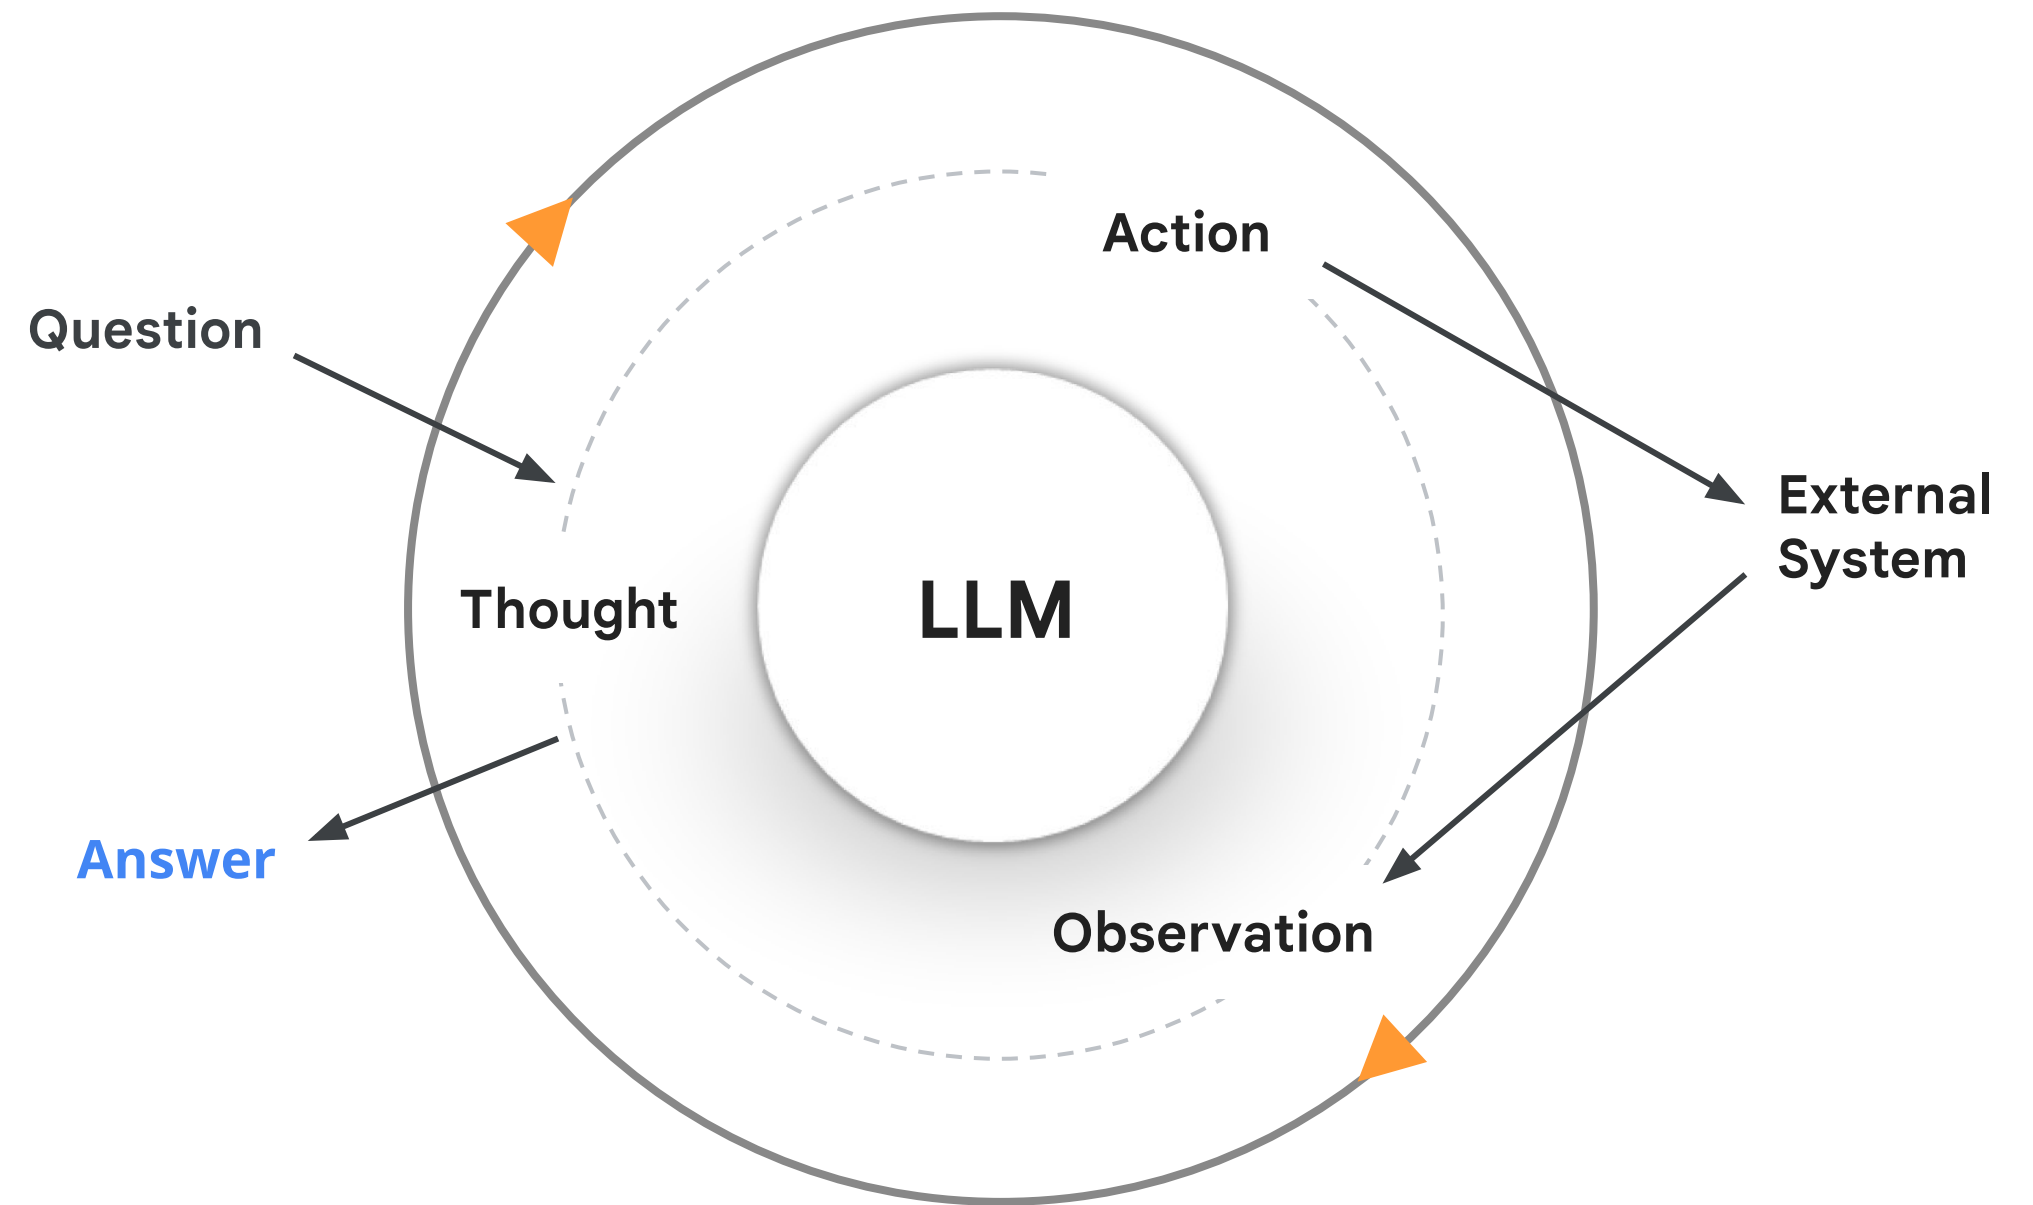 Action
Question
External
System
Thought
LLM
Answer
Observation